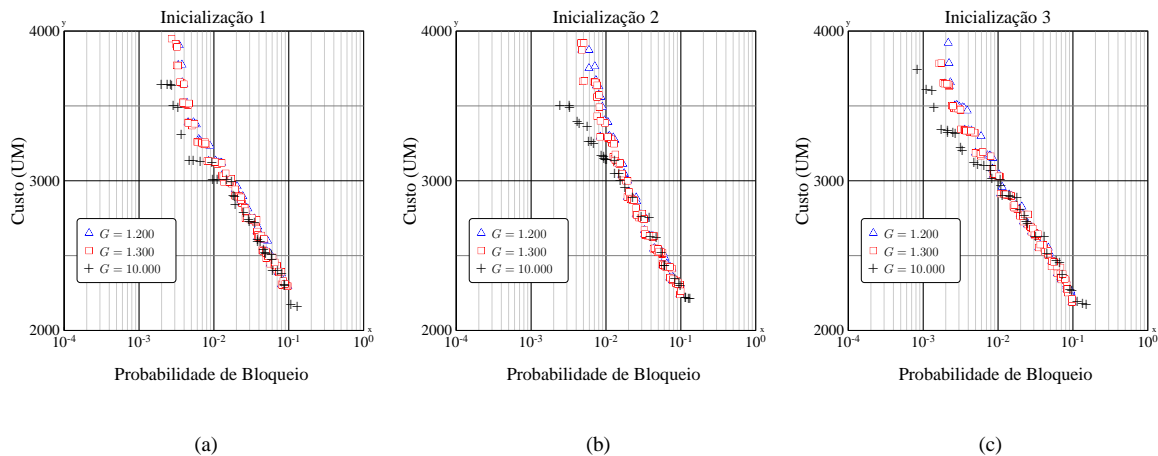 Inicialização 1
4000
y
3000
2000
x
10-4
10-3
10-2
10-1
100
Custo (UM)
Probabilidade de Bloqueio
G = 1.200
G = 1.300
G = 10.000
(a)
Inicialização 2
4000
y
3000
2000
x
10-4
10-3
10-2
10-1
100
Custo (UM)
Probabilidade de Bloqueio
G = 1.200
G = 1.300
G = 10.000
(b)
Inicialização 3
4000
y
3000
2000
x
10-4
10-3
10-2
10-1
100
Custo (UM)
Probabilidade de Bloqueio
G = 1.200
G = 1.300
G = 10.000
(c)